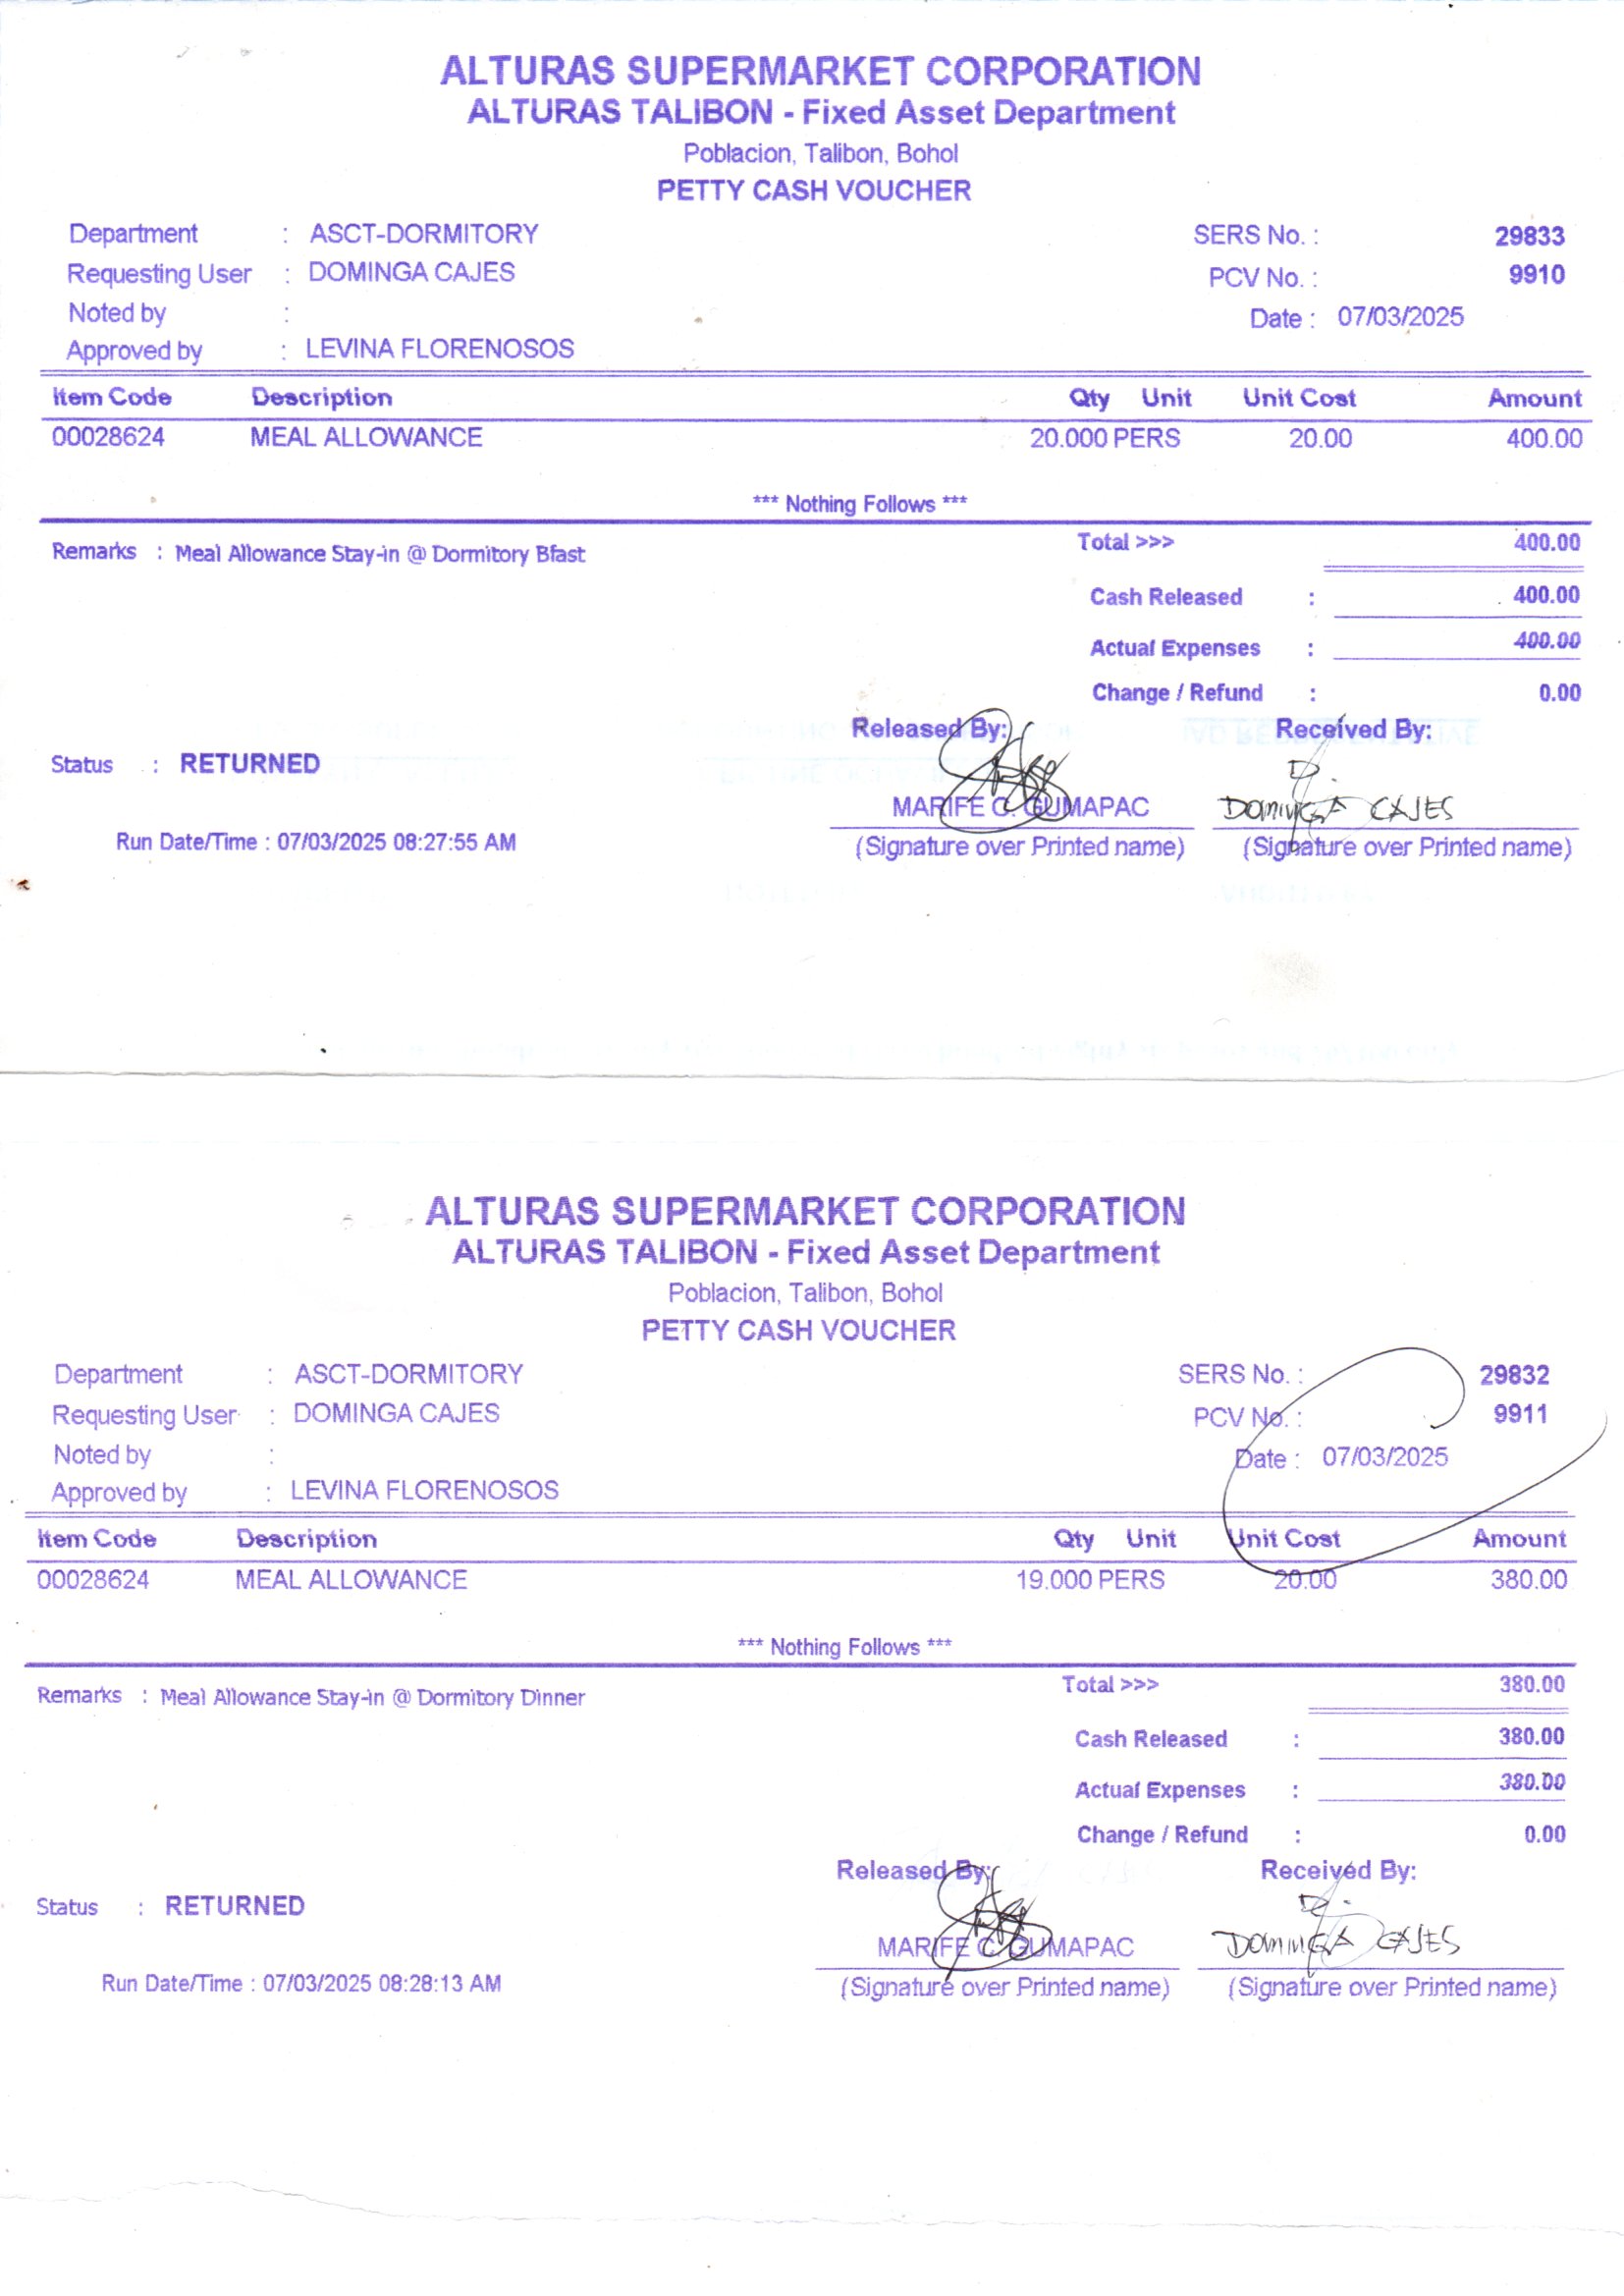 ALTURAS SUPERMARKET CORPORATION
ALTURAS TALIBON - Fixed Asset Department
Poblacion, Talibon, Bohol
PETTY CASH VOUCHER
Department : ASCT-DORMITORY SERS No. : 29833
Requesting User : DOMINGA CAJES PCV No. : 9910
Noted by : Date : 07/03/2025
Approved by : LEVINA FLORENOSOS
Item Code Description Qty Unit Unit Cost Amount
00028624 MEAL ALLOWANCE 20.000 PERS 20.00 400.00
*** Nothing Follows ***
Remarks : Meal Allowance Stay-in @ Dormitory Bfast Total >>> 400.00
Cash Released : 400.00
Actual Expenses : 400.00
Change / Refund : 0.00
Released By: Received By:
Status : RETURNED
D.
MARIFE C. GUMAPAC DOMINGA CAJES
Run Date/Time : 07/03/2025 08:27:55 AM (Signature over Printed name) (Signature over Printed name)
ALTURAS SUPERMARKET CORPORATION
ALTURAS TALIBON - Fixed Asset Department
Poblacion, Talibon, Bohol
PETTY CASH VOUCHER
Department : ASCT-DORMITORY SERS No. : 29832
Requesting User : DOMINGA CAJES PCV No. : 9911
Noted by : Date : 07/03/2025
Approved by : LEVINA FLORENOSOS
Item Code Description Qty Unit Unit Cost Amount
00028624 MEAL ALLOWANCE 19.000 PERS 20.00 380.00
*** Nothing Follows ***
Remarks : Meal Allowance Stay-in @ Dormitory Dinner Total >>> 380.00
Cash Released : 380.00
Actual Expenses : 380.00
Change / Refund : 0.00
Released By: Received By:
Status : RETURNED
MARIFE C. GUMAPAC DOMINGA CAJES
Run Date/Time : 07/03/2025 08:28:13 AM (Signature over Printed name) (Signature over Printed name)